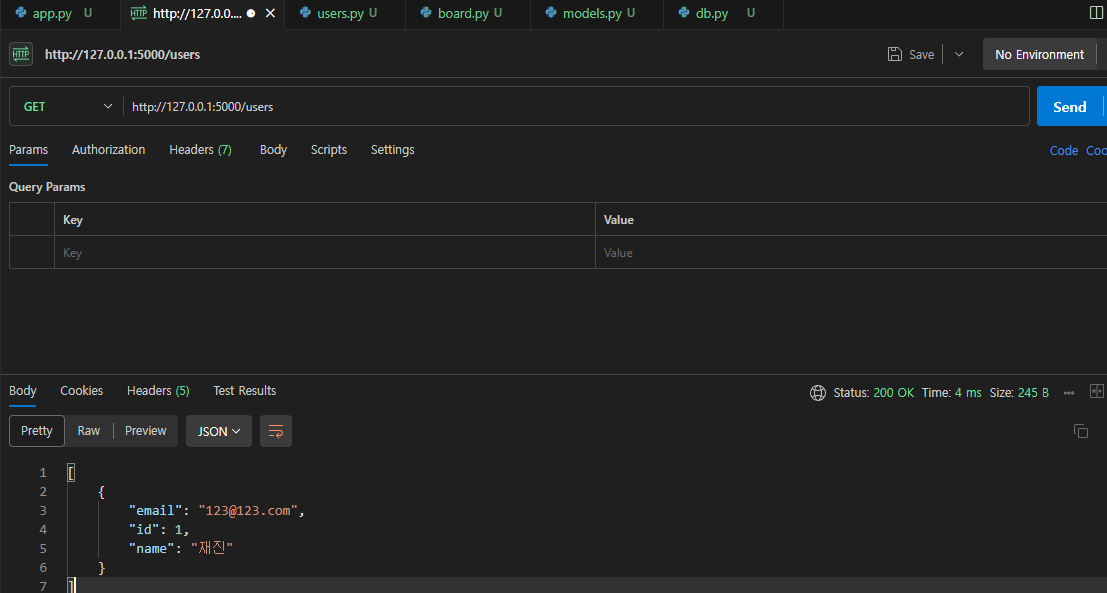 app.py U http://127.0.0.... users.py U board.py U models.py U db.py U
HTTP http://127.0.0.1:5000/users Save No Environment
GET http://127.0.0.1:5000/users Send
Params Authorization Headers (7) Body Scripts Settings Code Coo
Query Params
Key Value
Key Value
Body Cookies Headers (5) Test Results Status: 200 OK Time: 4 ms Size: 245 B
Pretty Raw Preview JSON
1 [
2 {
3 "email": "123@123.com",
4 "id": 1,
5 "name": "재진"
6 }
7 ]